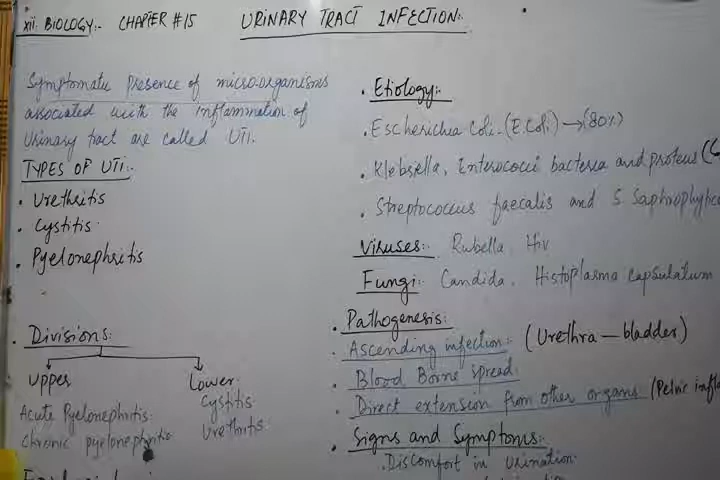 XII. BIOLOGY:- CHAPTER #15 URINARY TRACT INFECTION:.
Symptomatic presence of micro-organisms
associated with the inflammation of
Urinary tract are called UTI.
TYPES OF UTI:.
• Urethritis
• Cystitis.
• Pyelonephritis
• Divisions:
Upper Lower:
Acute Pyelonephritis. Cystitis
Chronic pyelonephritis Urethritis.
• Etiology:-
• Escherichia Coli. (E.Coli) → (80%)
• Klebsella, Enterococci bacteria and proteus
• Streptococcus faecalis and S. Saphrophytic
Viruses:. Rubella, HIV
Fungi: Candida, Histoplasma Capsulatum
• Pathogenesis:
• Ascending infection:. (Urethra — bladder)
• Blood Borne spread.
• Direct extension from other organs (Pelvic infla
• Signs and Symptoms:
• Discomfort in Urination.